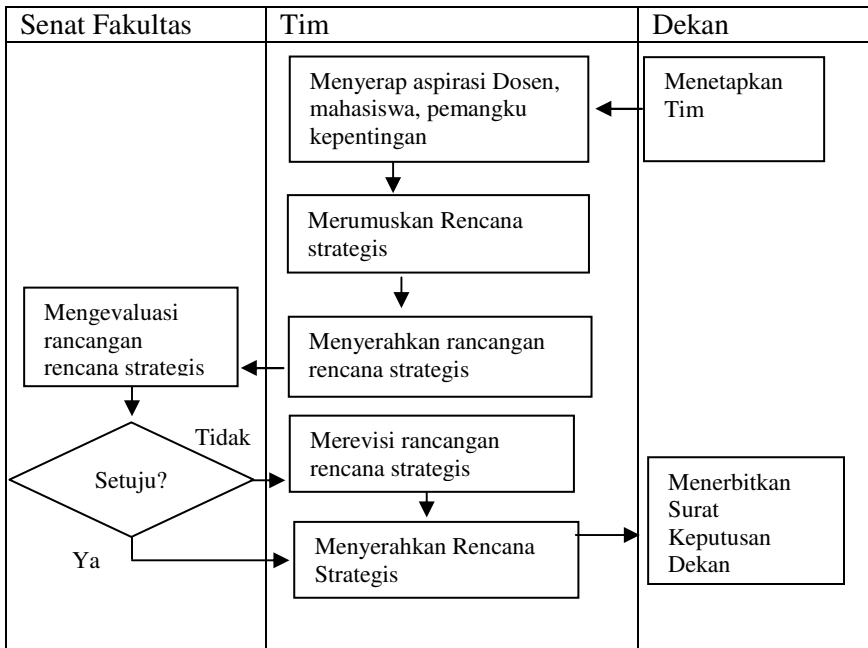 Senat Fakultas
Tim
Dekan
Menyerap aspirasi Dosen,
mahasiswa, pemangku
kepentingan
Menetapkan
Tim
Merumuskan Rencana
strategis
Mengevaluasi
rancangan
rencana strategis
Menyerahkan rancangan
rencana strategis
Tidak
Setuju?
Ya
Merevisi rancangan
rencana strategis
Menyerahkan Rencana
Strategis
Menerbitkan
Surat
Keputusan
Dekan